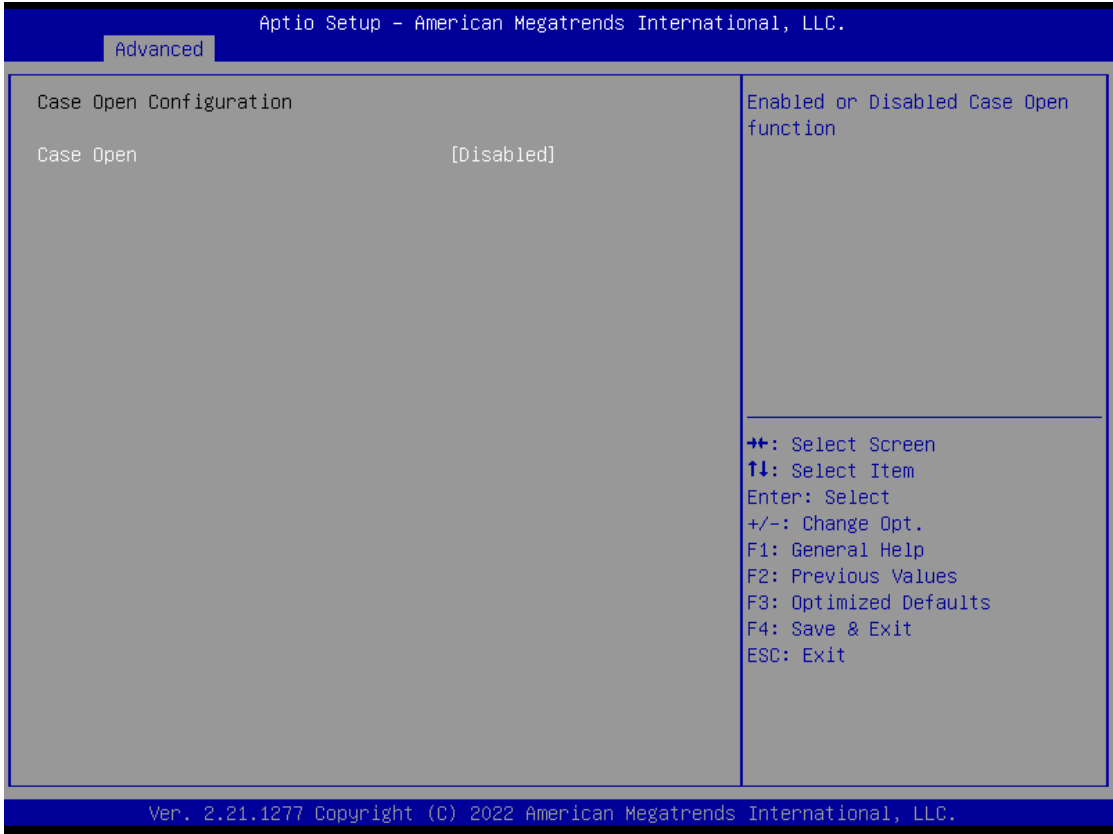 Aptio Setup – American Megatrends International, LLC.
Advanced
Case Open Configuration
Case Open [Disabled]
Enabled or Disabled Case Open
function
→←: Select Screen
↑↓: Select Item
Enter: Select
+/-: Change Opt.
F1: General Help
F2: Previous Values
F3: Optimized Defaults
F4: Save & Exit
ESC: Exit
Ver. 2.21.1277 Copyright (C) 2022 American Megatrends International, LLC.